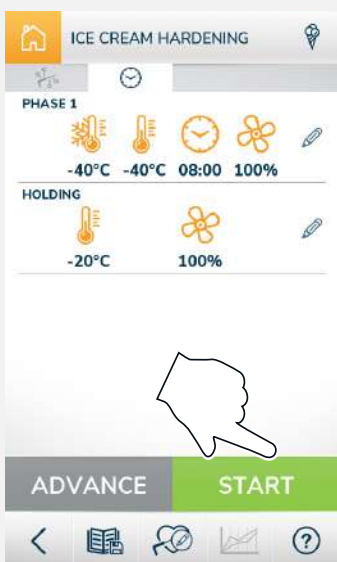 ICE CREAM HARDENING
PHASE 1
-40°C -40°C 08:00 100%
HOLDING
-20°C 100%
ADVANCE START
?